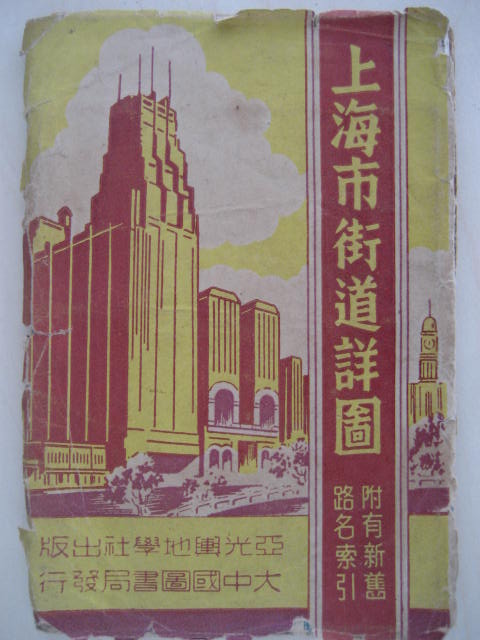 上海市街道詳圖
附有新舊
路名索引
亞光輿地學社出版
大中國圖書局發行